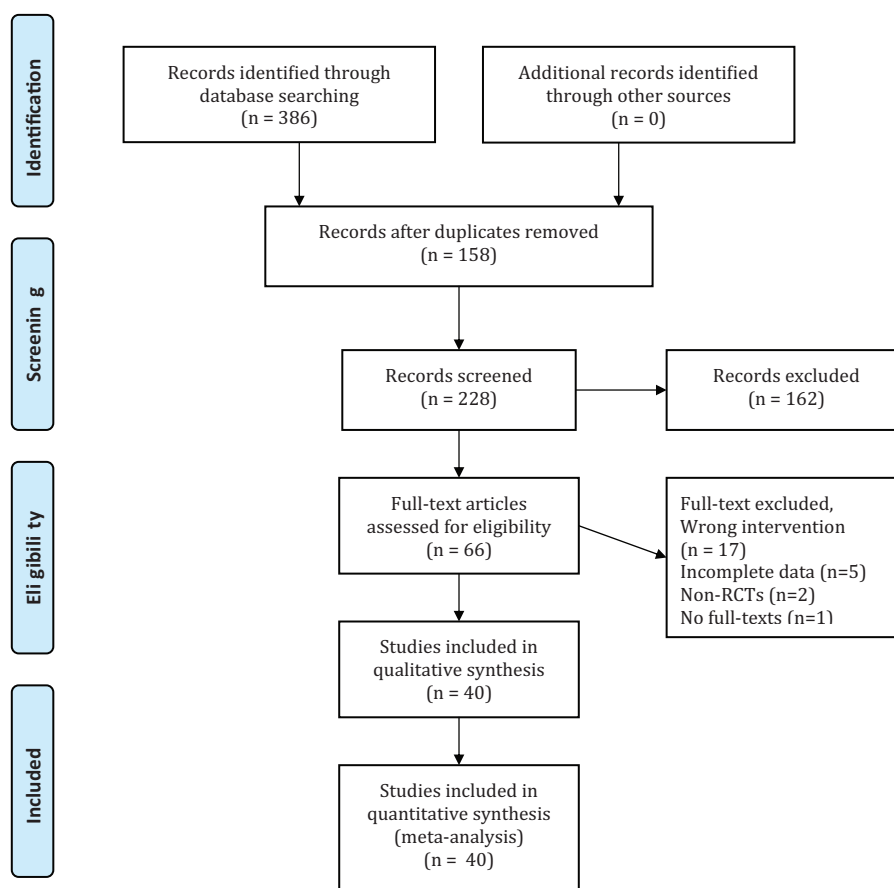 Identification
Records identified through
database searching
(n = 386)
Additional records identified
through other sources
(n = 0)
Records after duplicates removed
(n = 158)
Screenin g
Records screened
(n = 228)
Records excluded
(n = 162)
Eli gibili ty
Full-text articles
assessed for eligibility
(n = 66)
Full-text excluded,
Wrong intervention
(n = 17)
Incomplete data (n=5)
Non-RCTs (n=2)
No full-texts (n=1)
Studies included in
qualitative synthesis
(n = 40)
Included
Studies included in
quantitative synthesis
(meta-analysis)
(n =  40)